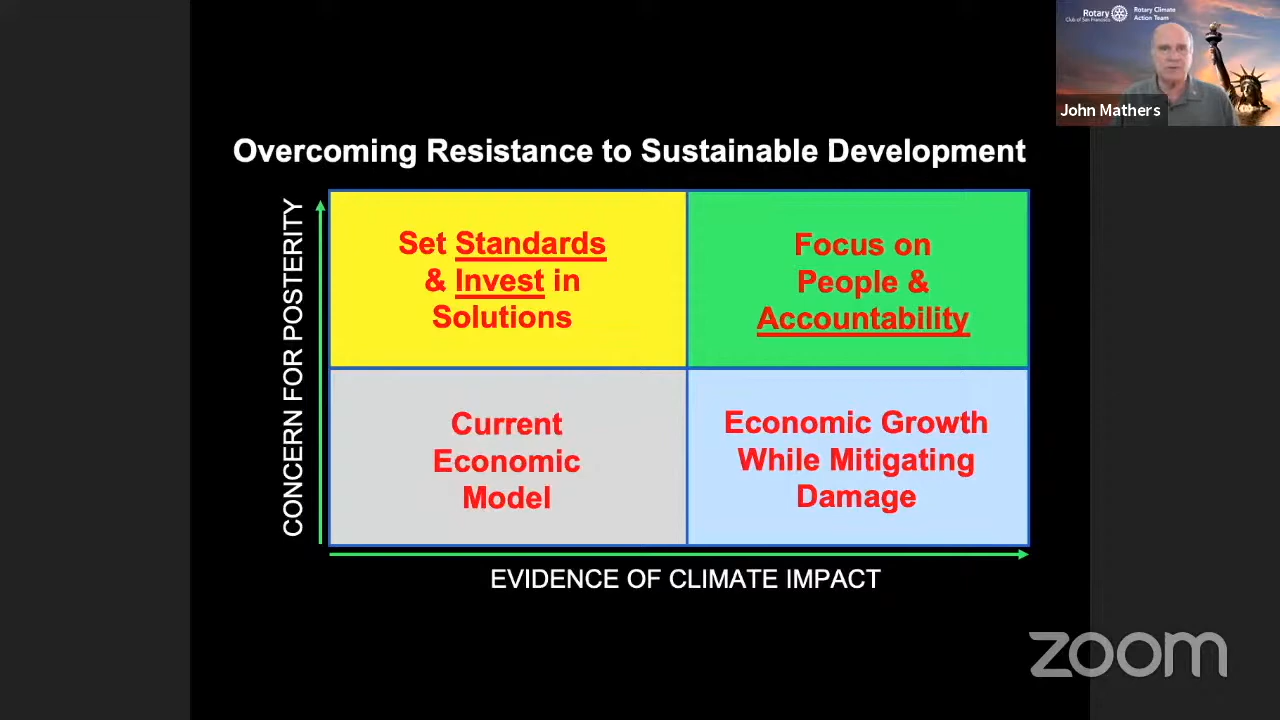 Rotary
Club of San Francisco
Rotary Climate
Action Team
John Mathers
Overcoming Resistance to Sustainable Development
CONCERN FOR POSTERITY
Set Standards
& Invest in
Solutions
Focus on
People &
Accountability
Current
Economic
Model
Economic Growth
While Mitigating
Damage
EVIDENCE OF CLIMATE IMPACT
zoom